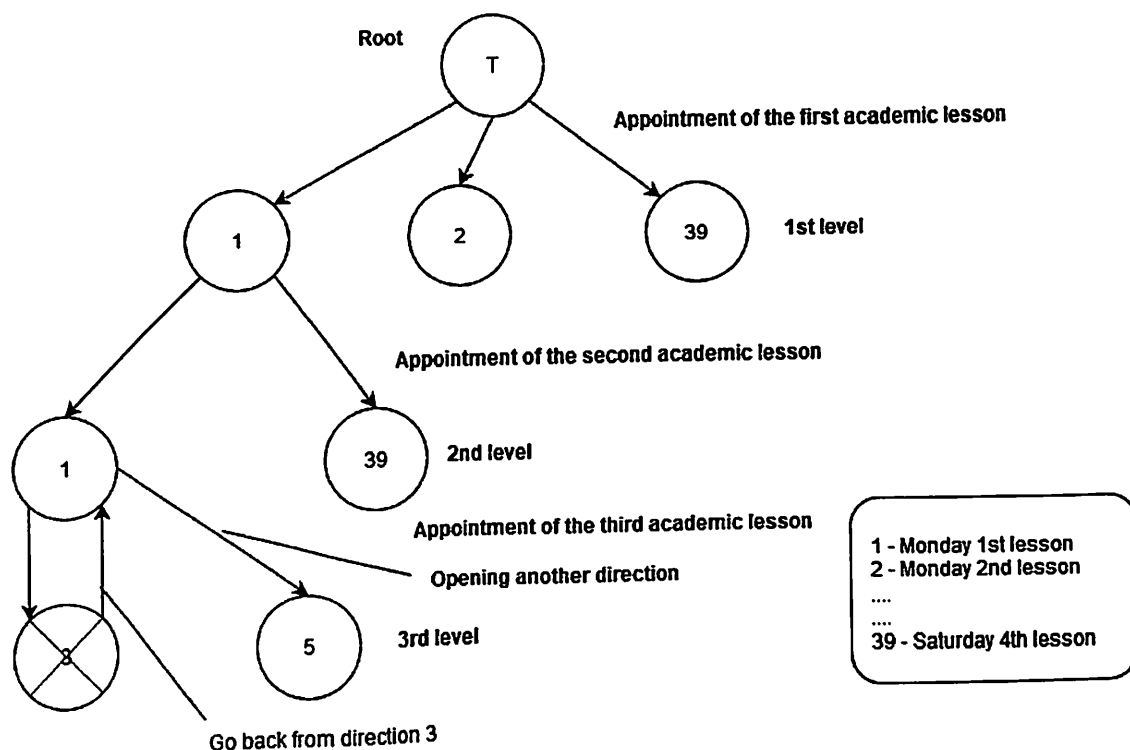 Root
T
Appointment of the first academic lesson
1
2
39
1st level
Appointment of the second academic lesson
1
39
2nd level
Appointment of the third academic lesson
Opening another direction
3
5
3rd level
Go back from direction 3
1 - Monday 1st lesson
2 - Monday 2nd lesson
....
....
39 - Saturday 4th lesson